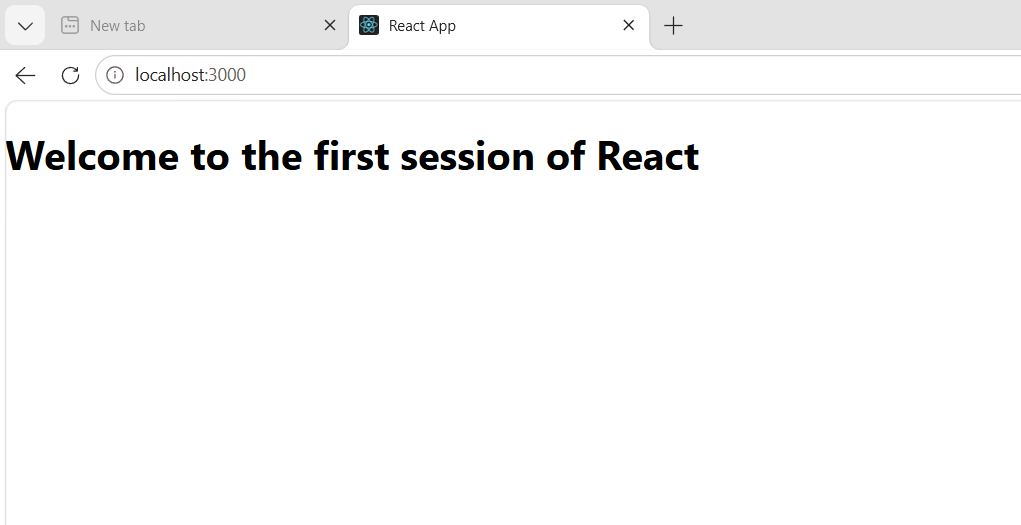 New tab
React App
localhost:3000
Welcome to the first session of React